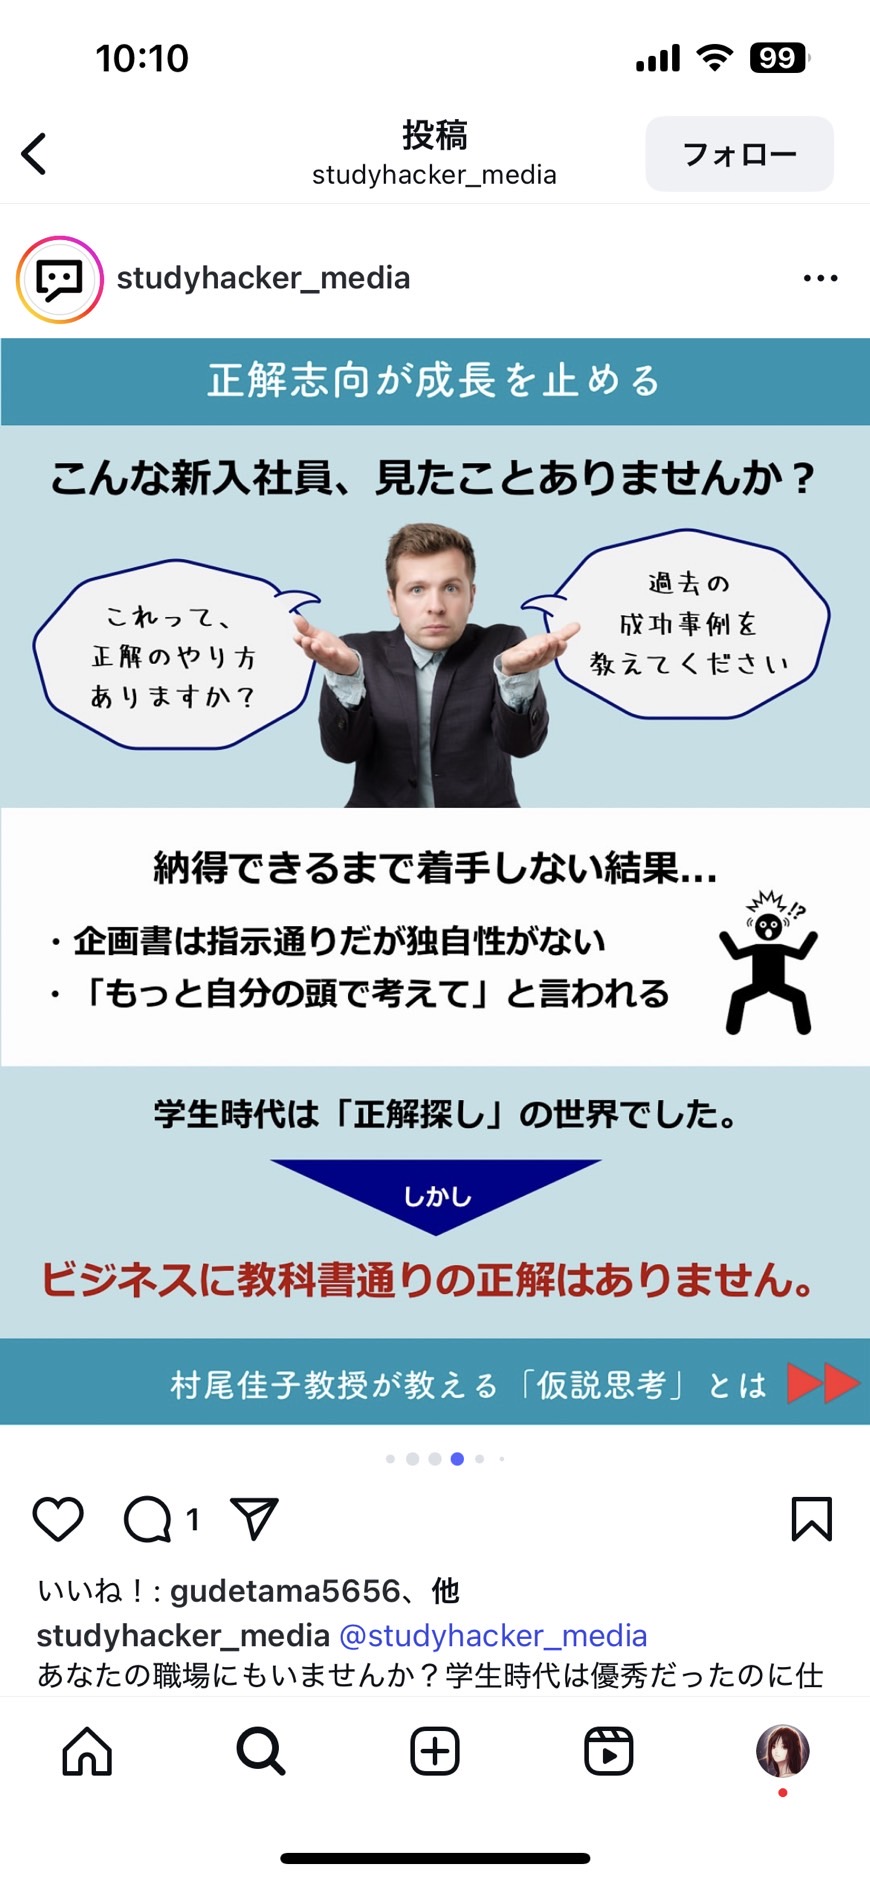 10:10
99
投稿
studyhacker_media
フォロー
studyhacker_media
正解志向が成長を止める
こんな新入社員、見たことありませんか？
これって、
正解のやり方
ありますか？
過去の
成功事例を
教えてください
納得できるまで着手しない結果…
!?
・企画書は指示通りだが独自性がない
・「もっと自分の頭で考えて」と言われる
学生時代は「正解探し」の世界でした。
しかし
ビジネスに教科書通りの正解はありません。
村尾佳子教授が教える「仮説思考」とは
1
いいね！: gudetama5656、他
studyhacker_media @studyhacker_media
あなたの職場にもいませんか？学生時代は優秀だったのに仕